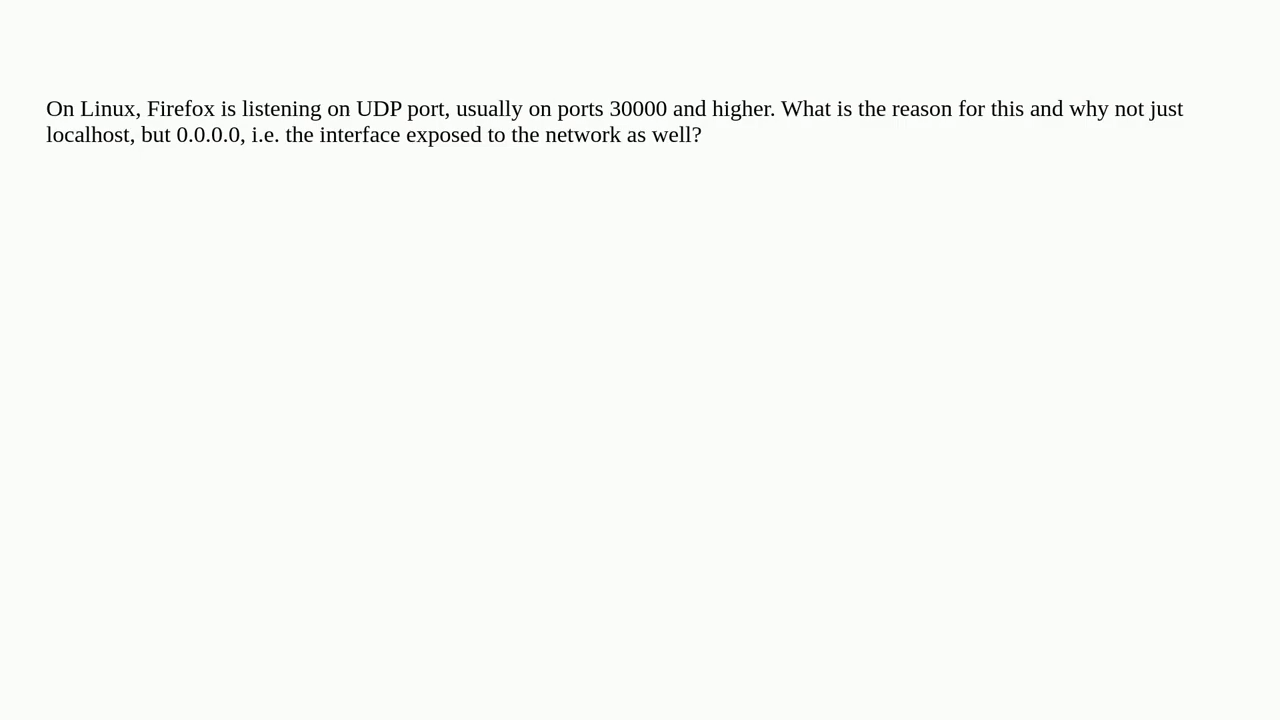 On Linux, Firefox is listening on UDP port, usually on ports 30000 and higher. What is the reason for this and why not just
localhost, but 0.0.0.0, i.e. the interface exposed to the network as well?